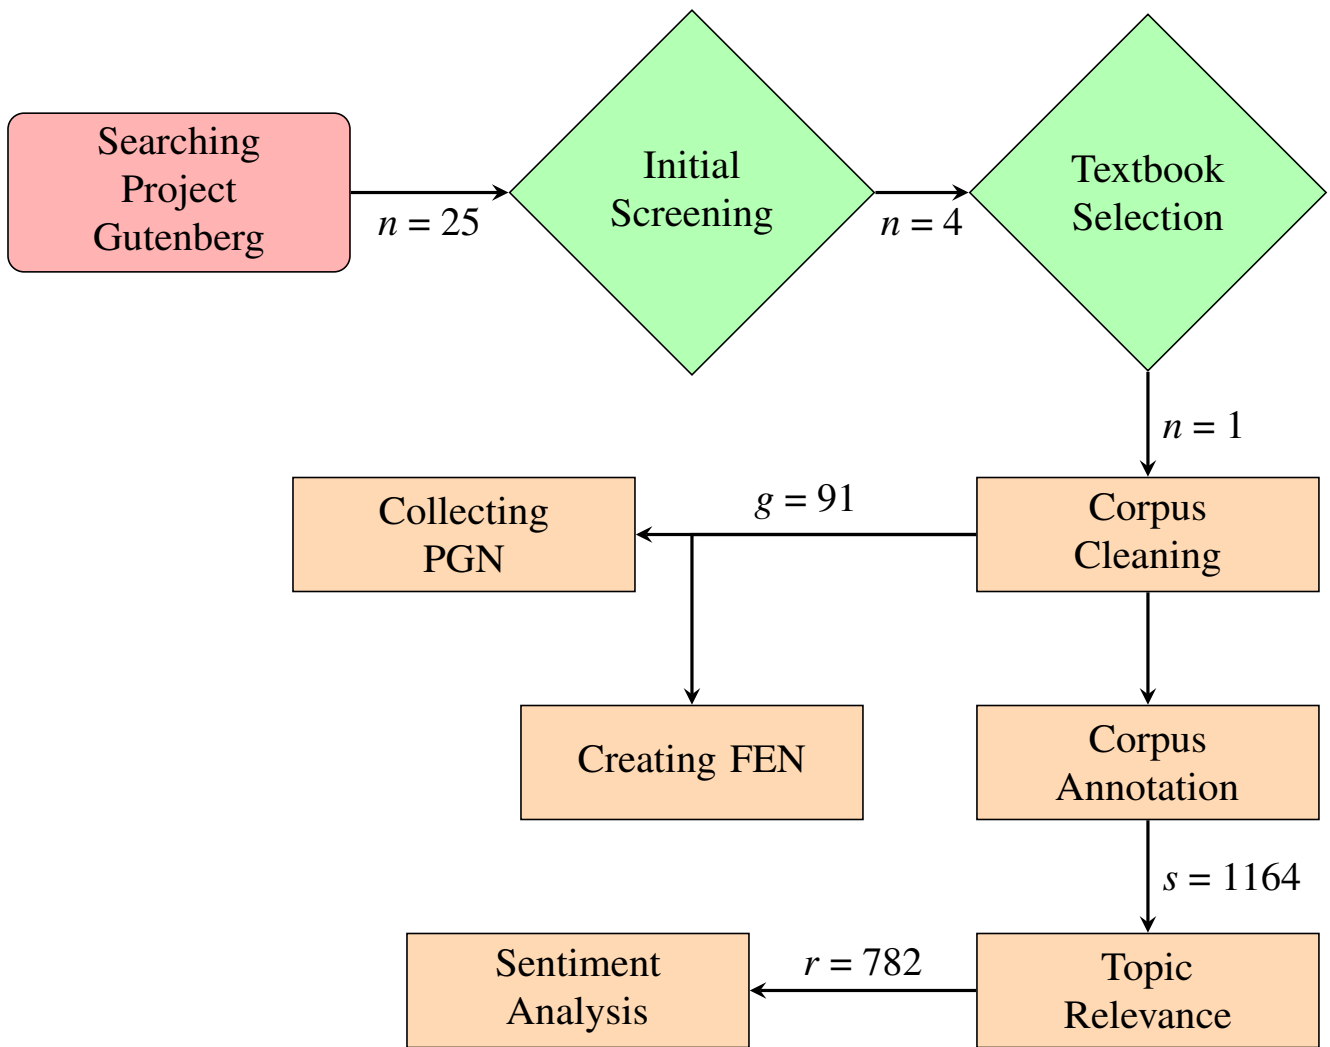 Searching
Project
Gutenberg
n = 25
Initial
Screening
n = 4
Textbook
Selection
n = 1
Corpus
Cleaning
g = 91
Collecting
PGN
Creating FEN
Corpus
Annotation
s = 1164
Topic
Relevance
r = 782
Sentiment
Analysis